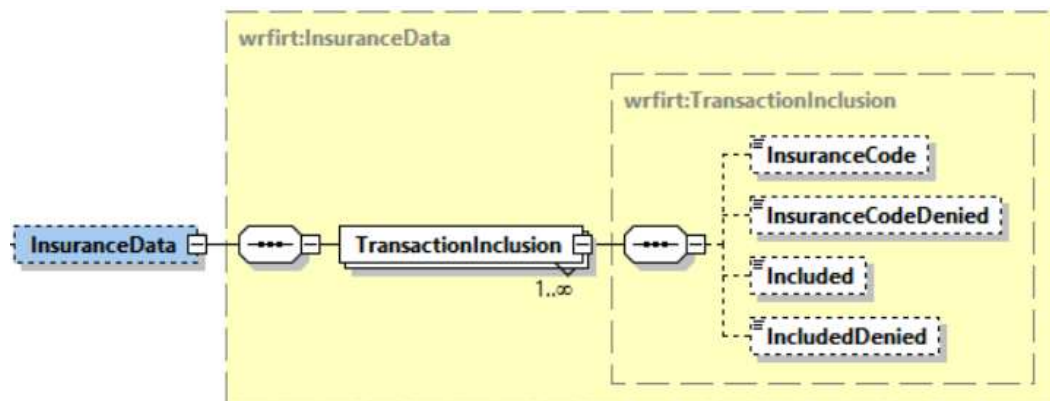 wrfirt:InsuranceData
wrfirt:TransactionInclusion
InsuranceCode
InsuranceCodeDenied
InsuranceData
TransactionInclusion
Included
1..∞
IncludedDenied